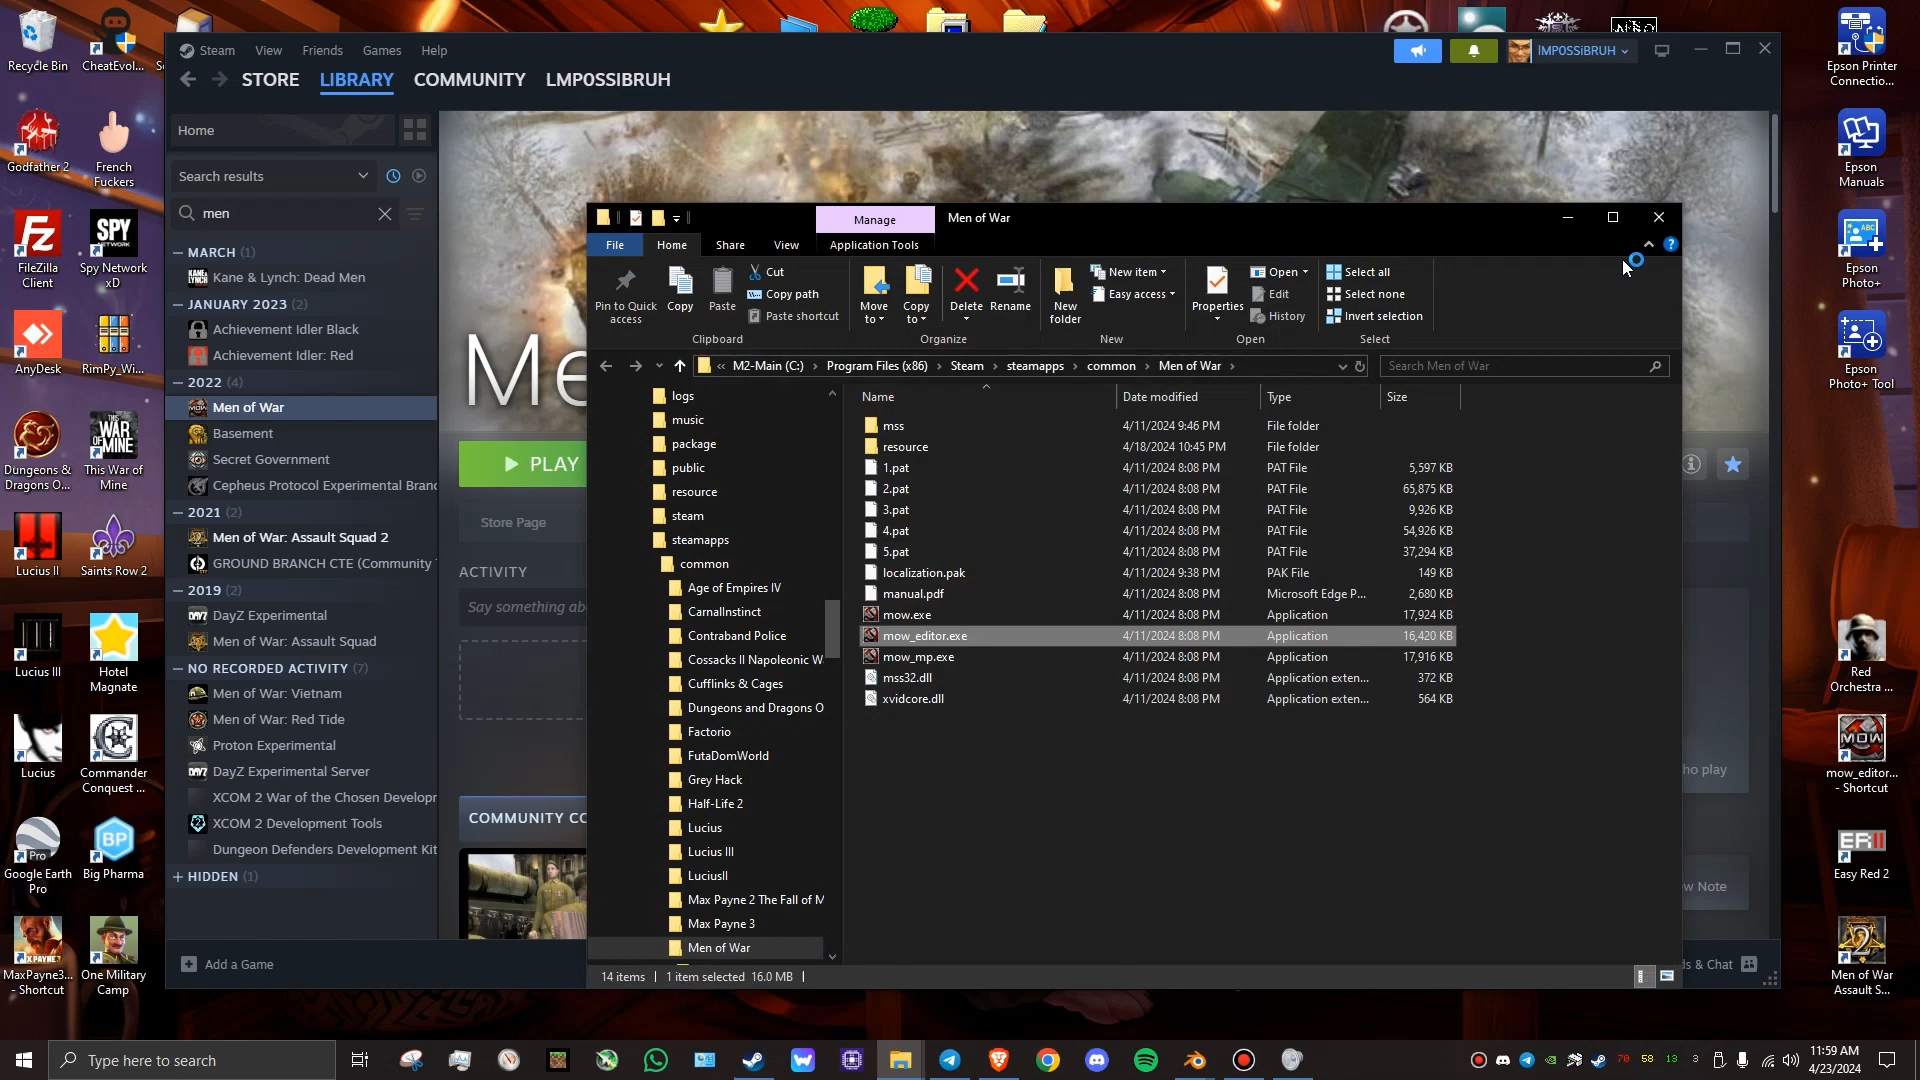 Recycle Bin
CheatEvol...
Godfather 2
French
Fuckers
FileZilla
Client
SPY
NETWORK
Spy Network
xD
AnyDesk
RimPy_Wi...
Dungeons &
Dragons O...
THIS
WAR
OF
MINE
This War of
Mine
Lucius II
Saints Row 2
Lucius III
Hotel
Magnate
Lucius
Commander
Conquest ...
Pro
Google Earth
Pro
BP
Big Pharma
MaxPayne3...
- Shortcut
One Military
Camp
Steam
View
Friends
Games
Help
LMP0SSiBRUH
STORE
LIBRARY
COMMUNITY
LMP0SSIBRUH
Home
Search results
men
MARCH (1)
Kane & Lynch: Dead Men
JANUARY 2023 (2)
Achievement Idler Black
Achievement Idler: Red
2022 (4)
Men of War
Basement
Secret Government
Cepheus Protocol Experimental Branc
2021 (2)
Men of War: Assault Squad 2
GROUND BRANCH CTE (Community
2019 (2)
DayZ Experimental
Men of War: Assault Squad
NO RECORDED ACTIVITY (7)
Men of War: Vietnam
Men of War: Red Tide
Proton Experimental
DayZ Experimental Server
XCOM 2 War of the Chosen Developr
XCOM 2 Development Tools
Dungeon Defenders Development Kit
HIDDEN (1)
Add a Game
Me
PLAY
Store Page
ACTIVITY
Say something abo
COMMUNITY CO
ho play
w Note
ds & Chat
Manage
Men of War
File
Home
Share
View
Application Tools
Pin to Quick
access
Copy
Paste
Cut
Copy path
Paste shortcut
Clipboard
Move
to
Copy
to
Delete
Rename
Organize
New
folder
New item
Easy access
New
Properties
Open
Edit
History
Open
Select all
Select none
Invert selection
Select
« M2-Main (C:) › Program Files (x86) › Steam › steamapps › common › Men of War ›
Search Men of War
logs
music
package
public
resource
steam
steamapps
common
Age of Empires IV
CarnalInstinct
Contraband Police
Cossacks II Napoleonic W
Cufflinks & Cages
Dungeons and Dragons O
Factorio
FutaDomWorld
Grey Hack
Half-Life 2
Lucius
Lucius III
LuciusII
Max Payne 2 The Fall of M
Max Payne 3
Men of War
Name Date modified Type Size
mss 4/11/2024 9:46 PM File folder
resource 4/18/2024 10:45 PM File folder
1.pat 4/11/2024 8:08 PM PAT File 5,597 KB
2.pat 4/11/2024 8:08 PM PAT File 65,875 KB
3.pat 4/11/2024 8:08 PM PAT File 9,926 KB
4.pat 4/11/2024 8:08 PM PAT File 54,926 KB
5.pat 4/11/2024 8:08 PM PAT File 37,294 KB
localization.pak 4/11/2024 9:38 PM PAK File 149 KB
manual.pdf 4/11/2024 8:08 PM Microsoft Edge P... 2,680 KB
mow.exe 4/11/2024 8:08 PM Application 17,924 KB
mow_editor.exe 4/11/2024 8:08 PM Application 16,420 KB
mow_mp.exe 4/11/2024 8:08 PM Application 17,916 KB
mss32.dll 4/11/2024 8:08 PM Application exten... 372 KB
xvidcore.dll 4/11/2024 8:08 PM Application exten... 564 KB
14 items
1 item selected 16.0 MB
Epson Printer
Connectio...
Epson
Manuals
Epson
Photo+
Epson
Photo+ Tool
Red
Orchestra ...
MOW
mow_editor...
- Shortcut
ERII
Easy Red 2
Men of War
Assault S...
Type here to search
70 58 13 3
11:59 AM
4/23/2024